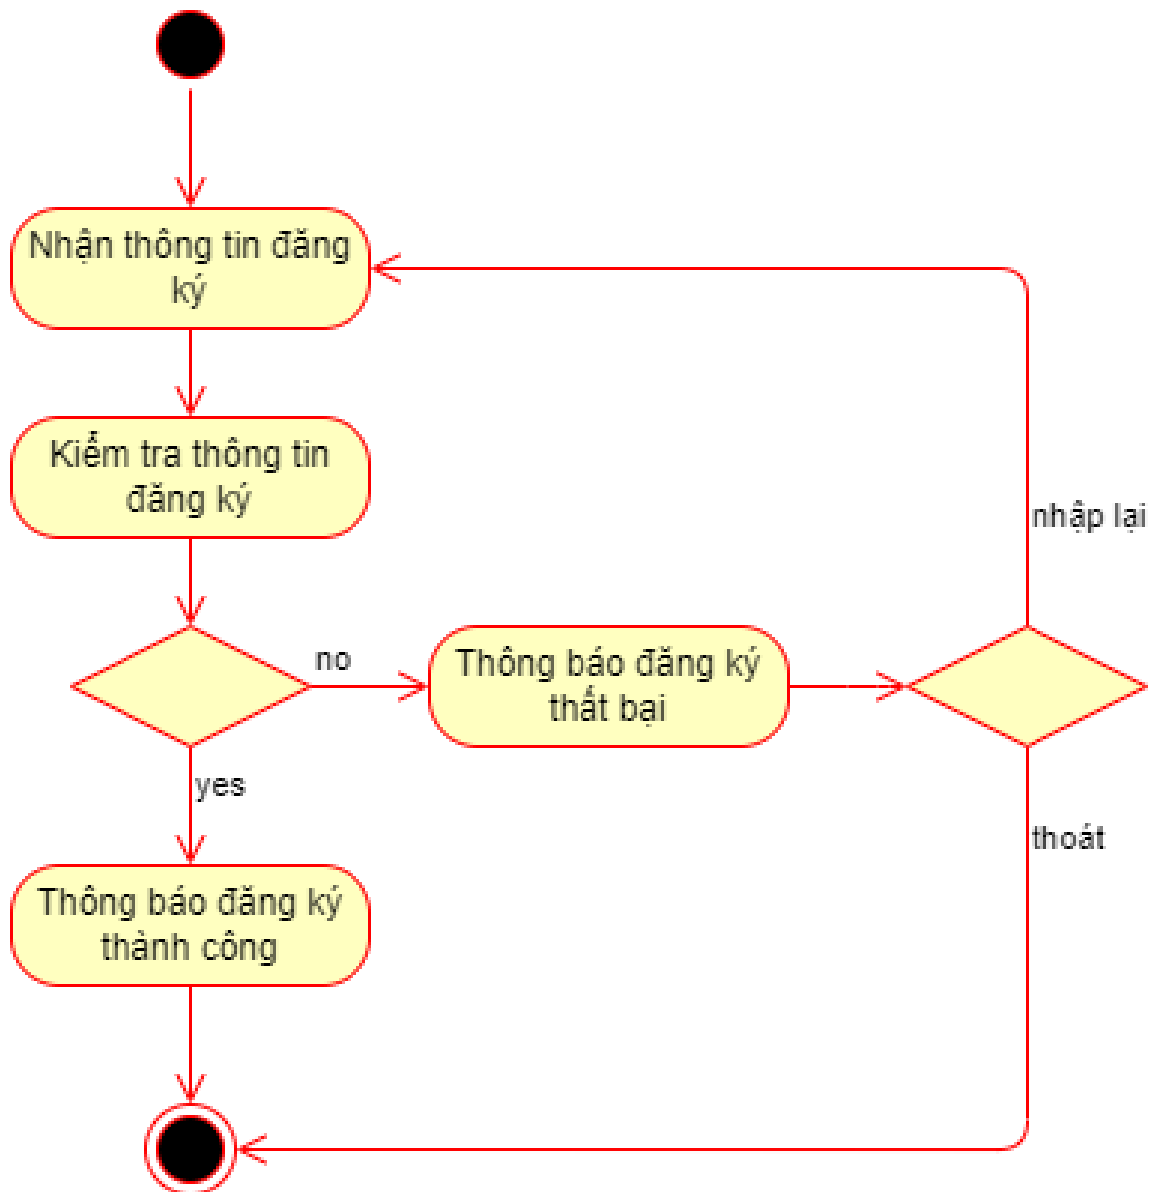 Nhận thông tin đăng
ký
Kiểm tra thông tin
đăng ký
nhập lại
no
Thông báo đăng ký
thất bại
yes
thoát
Thông báo đăng ký
thành công